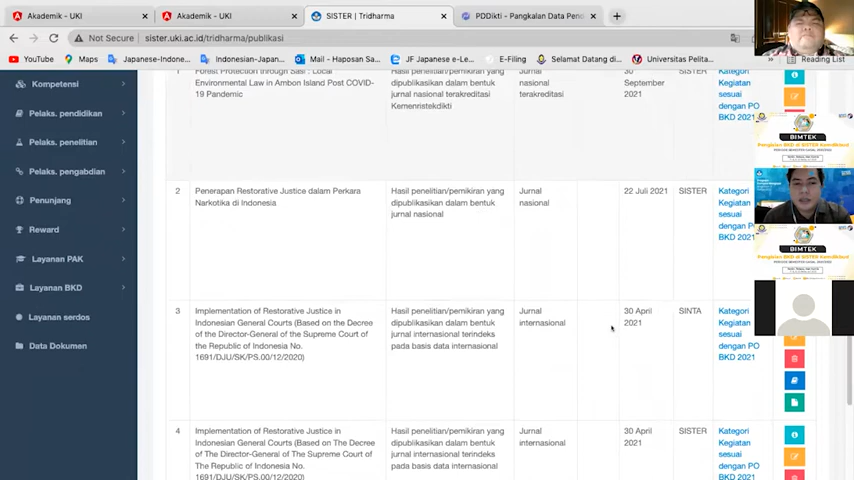 Akademik - UKI
Akademik - UKI
SISTER | Tridharma
PDDikti - Pangkalan Data Pend
Not Secure
sister.uki.ac.id/tridharma/publikasi
YouTube
Maps
Japanese-Indone...
Indonesian-Japan...
Mail - Haposan Sa...
JF Japanese e-Le...
E-Filing
Selamat Datang di...
Universitas Pelita...
Reading List
Kompetensi
Pelaks. pendidikan
Pelaks. penelitian
Pelaks. pengabdian
Penunjang
Reward
Layanan PAK
Layanan BKD
Layanan serdos
Data Dokumen
1
Forest Protection through Sasi : Local
Environmental Law in Ambon Island Post COVID-
19 Pandemic
Hasil penelitian/pemikiran yang
dipublikasikan dalam bentuk
jurnal nasional terakreditasi
Kemenristekdikti
Jurnal
nasional
terakreditasi
30
September
2021
SISTER
Kategori
Kegiatan
sesuai
dengan PO
BKD 2021
2
Penerapan Restorative Justice dalam Perkara
Narkotika di Indonesia
Hasil penelitian/pemikiran yang
dipublikasikan dalam bentuk
jurnal nasional
Jurnal
nasional
22 Juli 2021
SISTER
Kategori
Kegiatan
sesuai
dengan PO
BKD 2021
3
Implementation of Restorative Justice in
Indonesian General Courts (Based on the Decree
of the Director-General of the Supreme Court of
the Republic of Indonesia No.
1691/DJU/SK/PS.00/12/2020)
Hasil penelitian/pemikiran yang
dipublikasikan dalam bentuk
jurnal internasional terindeks
pada basis data internasional
Jurnal
internasional
30 April
2021
SINTA
Kategori
Kegiatan
sesuai
dengan PO
BKD 2021
4
Implementation of Restorative Justice in
Indonesian General Courts (Based on The Decree
of The Director-General of The Supreme Court of
The Republic of Indonesia No.
1691/DJU/SK/PS.00/12/2020)
Hasil penelitian/pemikiran yang
dipublikasikan dalam bentuk
jurnal internasional terindeks
pada basis data internasional
Jurnal
internasional
30 April
2021
SISTER
Kategori
Kegiatan
sesuai
dengan PO
BKD 2021
BIMTEK
Pengisian BKD di SISTER Kemdikbud
BIMTEK
Pengisian BKD di SISTER Kemdikbud